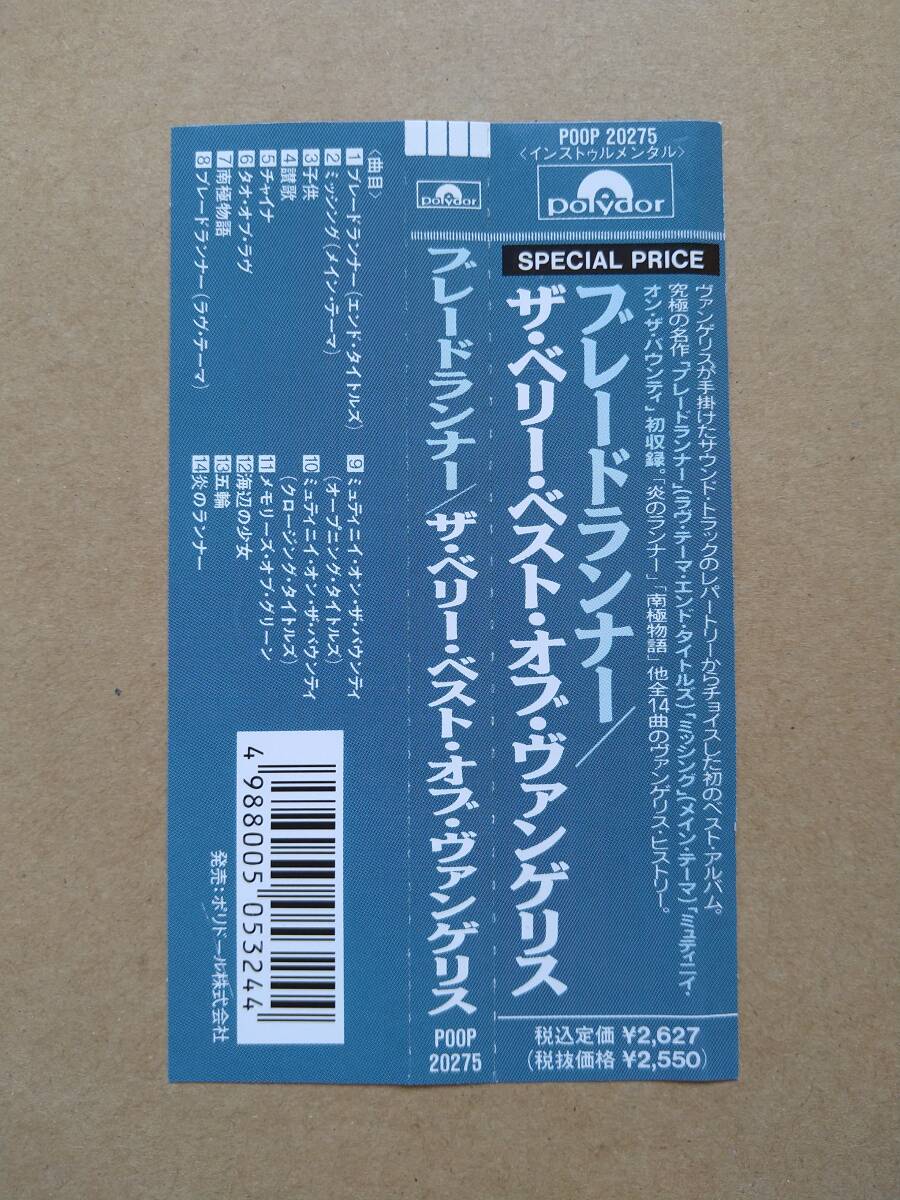 POOP 20275
〈インストゥルメンタル〉
polydor
SPECIAL PRICE
ヴァンゲリスが手掛けたサウンド・トラックのレパートリーからチョイスした初のベスト・アルバム。
究極の名作「ブレードランナー」(ラヴ・テーマ・エンド・タイトルズ)「ミッシング」(メイン・テーマ)「ミュティニィ・
オン・ザ・バウンティ」初収録。「炎のランナー」「南極物語」他全14曲のヴァンゲリス・ヒストリー。
ブレードランナー/
ザ・ベリー・ベスト・オブ・ヴァンゲリス
税込定価 ¥2,627
(税抜価格 ¥2,550)
polydor
ブレードランナー/ザ・ベリー・ベスト・オブ・ヴァンゲリス
POOP
20275
〈曲目〉
1 ブレードランナー(エンド・タイトルズ)
2 ミッシング(メイン・テーマ)
3 子供
4 讃歌
5 チャイナ
6 タオ・オブ・ラヴ
7 南極物語
8 ブレードランナー(ラヴ・テーマ)
9 ミュティニィ・オン・ザ・バウンティ
(オープニング・タイトルズ)
10 ミュティニィ・オン・ザ・バウンティ
(クロージング・タイトルズ)
11 メモリーズ・オブ・グリーン
12 海辺の少女
13 五輪
14 炎のランナー
4 988005 053244
発売:ポリドール株式会社